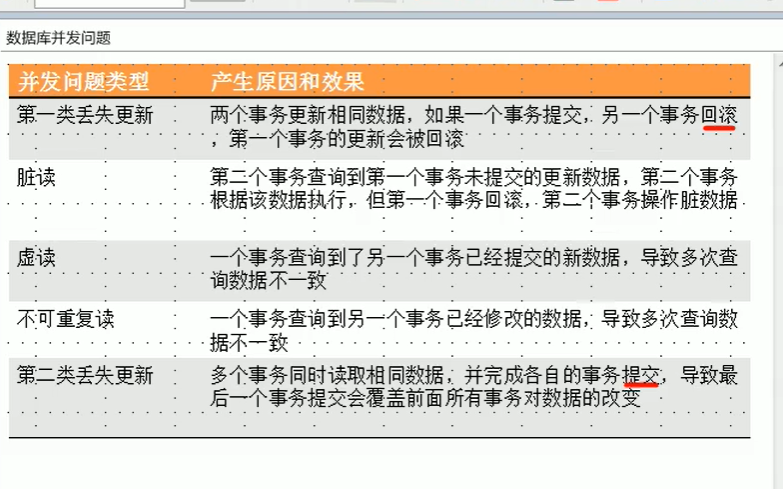 数据库并发问题
并发问题类型 产生原因和效果
第一类丢失更新 两个事务更新相同数据，如果一个事务提交，另一个事务回滚
，第一个事务的更新会被回滚
脏读 第二个事务查询到第一个事务未提交的更新数据，第二个事务
根据该数据执行，但第一个事务回滚，第二个事务操作脏数据
虚读 一个事务查询到了另一个事务已经提交的新数据，导致多次查
询数据不一致
不可重复读 一个事务查询到另一个事务已经修改的数据，导致多次查询数
据不一致
第二类丢失更新 多个事务同时读取相同数据，并完成各自的事务提交，导致最
后一个事务提交会覆盖前面所有事务对数据的改变